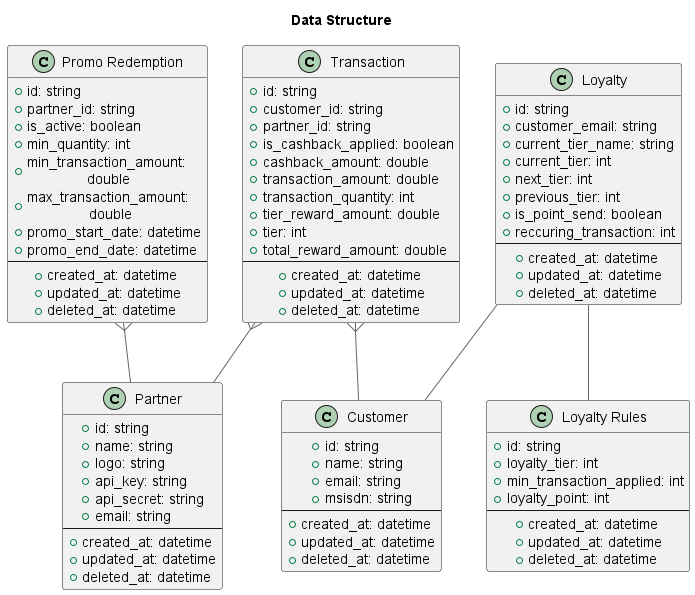 Data Structure
C Promo Redemption
id: string
partner_id: string
is_active: boolean
min_quantity: int
min_transaction_amount:
double
max_transaction_amount:
double
promo_start_date: datetime
promo_end_date: datetime
created_at: datetime
updated_at: datetime
deleted_at: datetime
C Transaction
id: string
customer_id: string
partner_id: string
is_cashback_applied: boolean
cashback_amount: double
transaction_amount: double
transaction_quantity: int
tier_reward_amount: double
tier: int
total_reward_amount: double
created_at: datetime
updated_at: datetime
deleted_at: datetime
C Loyalty
id: string
customer_email: string
current_tier_name: string
current_tier: int
next_tier: int
previous_tier: int
is_point_send: boolean
reccuring_transaction: int
created_at: datetime
updated_at: datetime
deleted_at: datetime
C Partner
id: string
name: string
logo: string
api_key: string
api_secret: string
email: string
created_at: datetime
updated_at: datetime
deleted_at: datetime
C Customer
id: string
name: string
email: string
msisdn: string
created_at: datetime
updated_at: datetime
deleted_at: datetime
C Loyalty Rules
id: string
loyalty_tier: int
min_transaction_applied: int
loyalty_point: int
created_at: datetime
updated_at: datetime
deleted_at: datetime